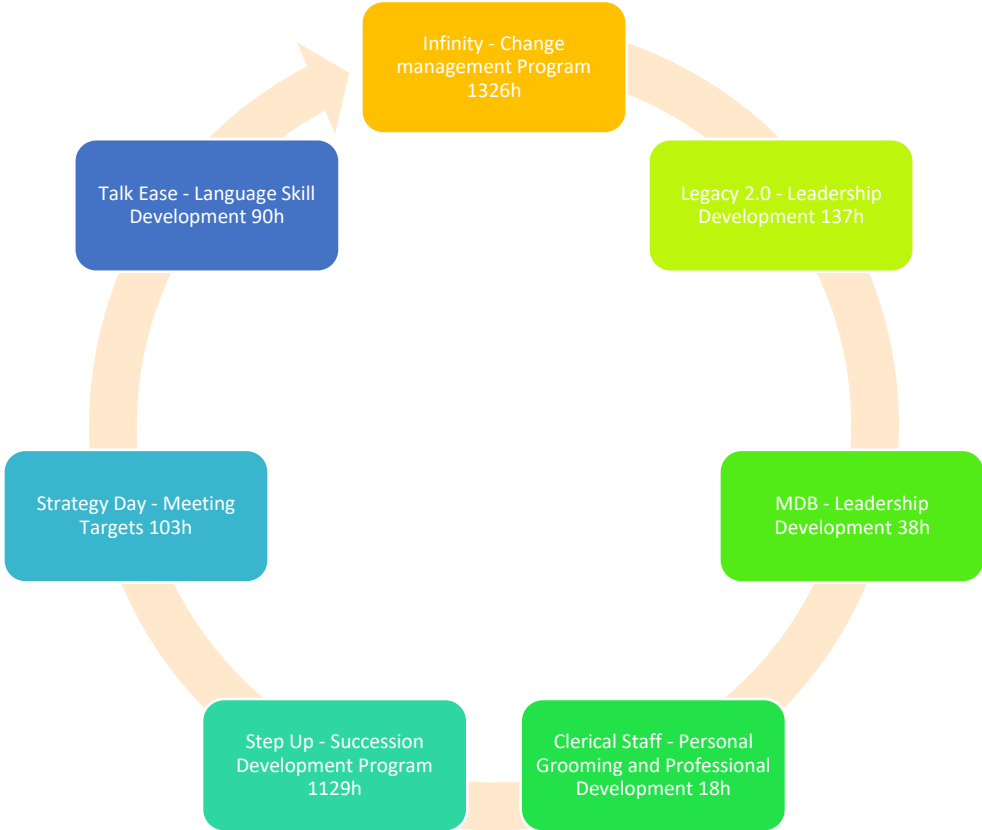 Infinity - Change
management Program
1326h
Legacy 2.0 - Leadership
Development 137h
MDB - Leadership
Development 38h
Clerical Staff - Personal
Grooming and Professional
Development 18h
Step Up - Succession
Development Program
1129h
Strategy Day - Meeting
Targets 103h
Talk Ease - Language Skill
Development 90h